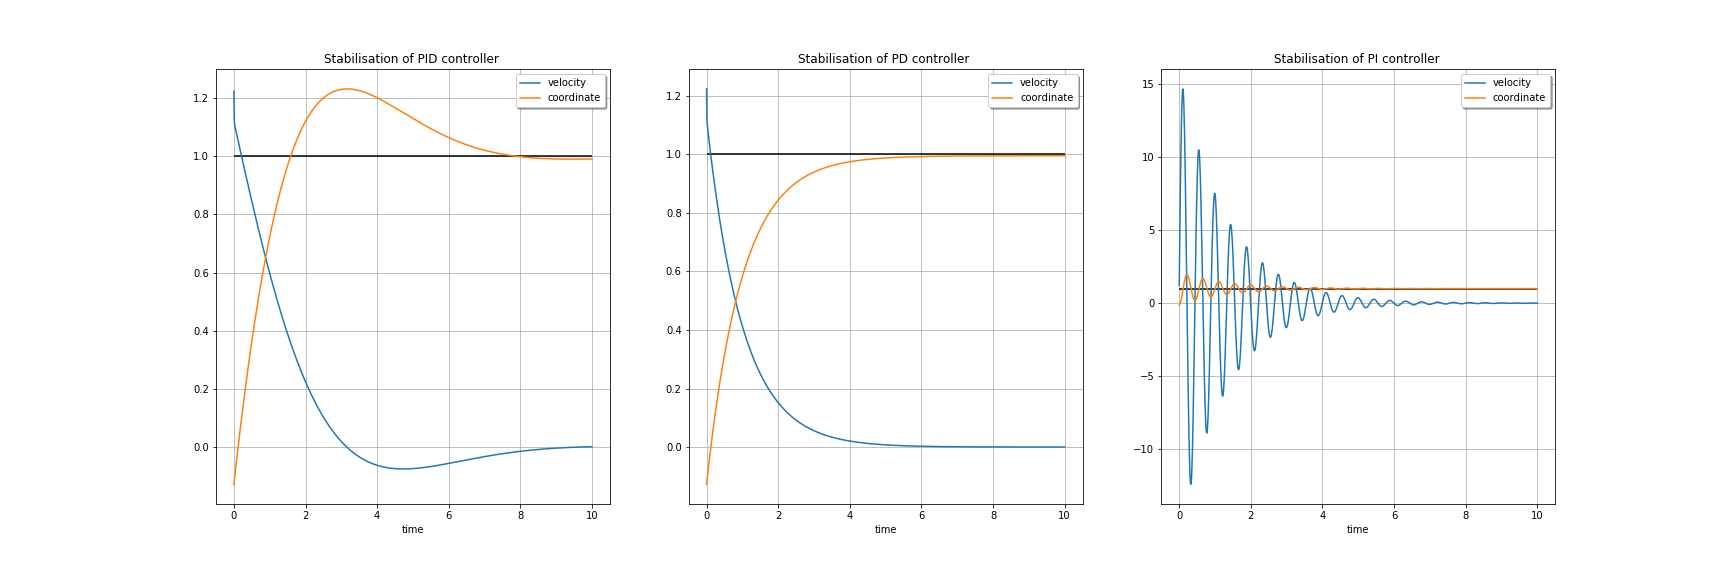 Stabilisation of PID controller
velocity
coordinate
1.2
1.0
0.8
0.6
0.4
0.2
0.0
0 2 4 6 8 10
time
Stabilisation of PD controller
velocity
coordinate
1.2
1.0
0.8
0.6
0.4
0.2
0.0
0 2 4 6 8 10
time
Stabilisation of PI controller
velocity
coordinate
15
10
5
0
−5
−10
0 2 4 6 8 10
time